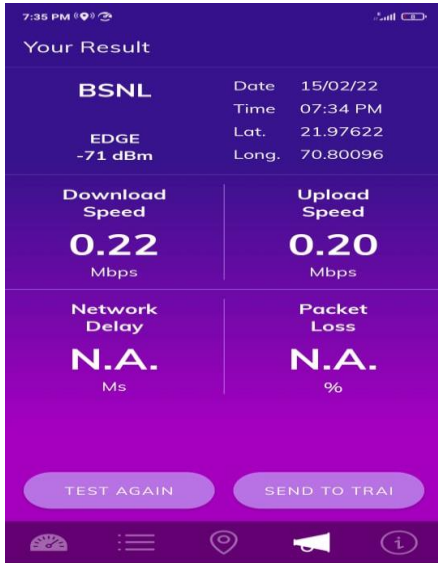 7:35 PM
Your Result
BSNL
EDGE
-71 dBm
Date 15/02/22
Time 07:34 PM
Lat. 21.97622
Long. 70.80096
Download
Speed
0.22
Mbps
Upload
Speed
0.20
Mbps
Network
Delay
N.A.
Ms
Packet
Loss
N.A.
%
TEST AGAIN
SEND TO TRAI